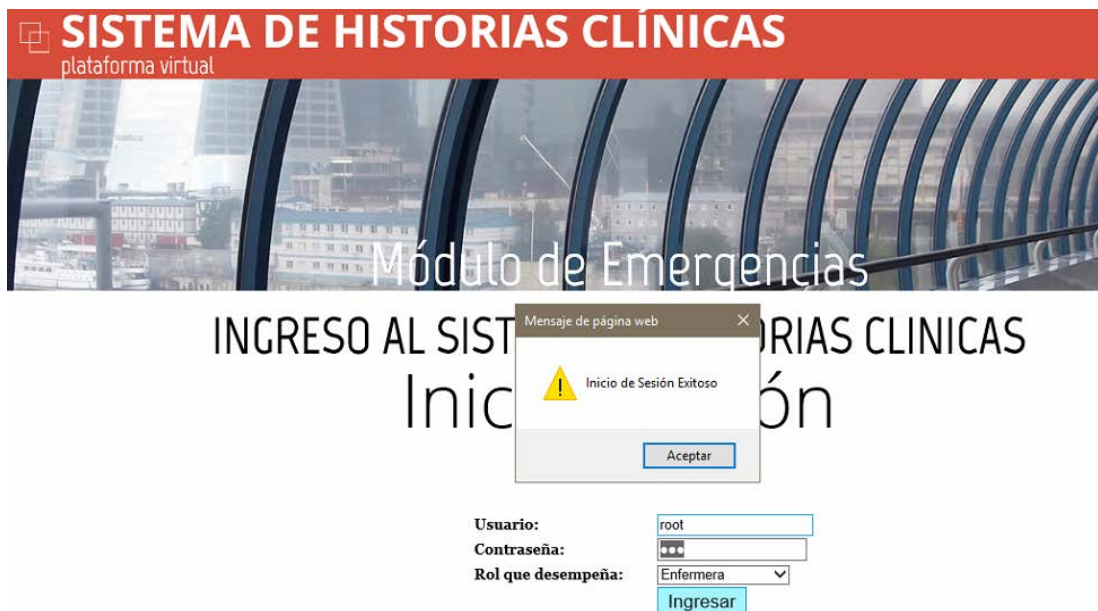 SISTEMA DE HISTORIAS CLÍNICAS
plataforma virtual
Módulo de Emergencias
INGRESO AL SIST RIAS CLINICAS
Inic ón
Mensaje de página web
Inicio de Sesión Exitoso
Aceptar
Usuario: root
Contraseña: •••
Rol que desempeña: Enfermera
Ingresar